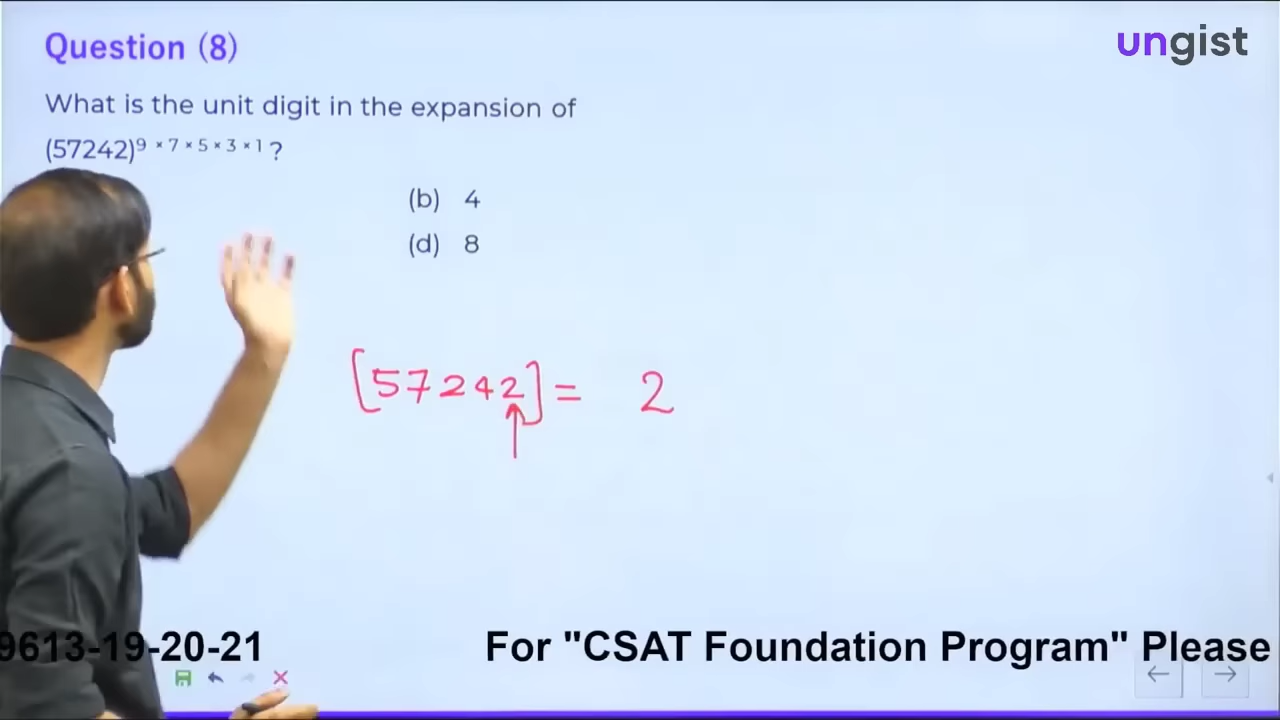 Question (8)
ungist
What is the unit digit in the expansion of
(57242)⁹ ˣ ⁷ ˣ ⁵ ˣ ³ ˣ ¹ ?
(b) 4
(d) 8
[57242] = 2
9613-19-20-21 For "CSAT Foundation Program" Please